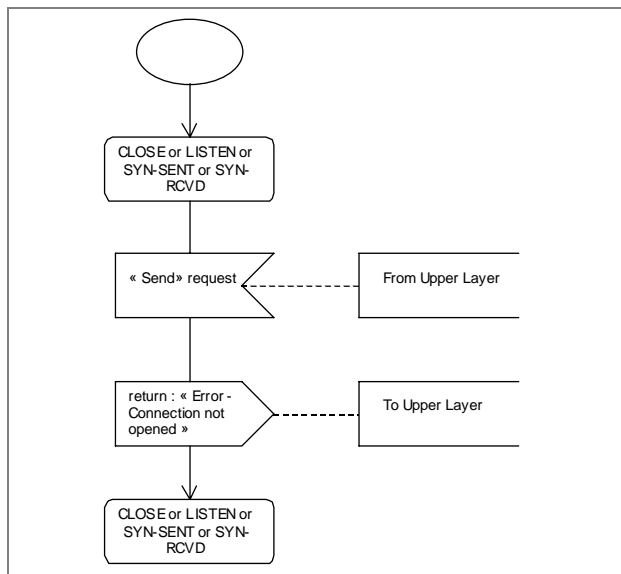 CLOSE or LISTEN or
SYN-SENT or SYN-
RCVD
« Send» request
From Upper Layer
return : « Error -
Connection not
opened »
To Upper Layer
CLOSE or LISTEN or
SYN-SENT or SYN-
RCVD